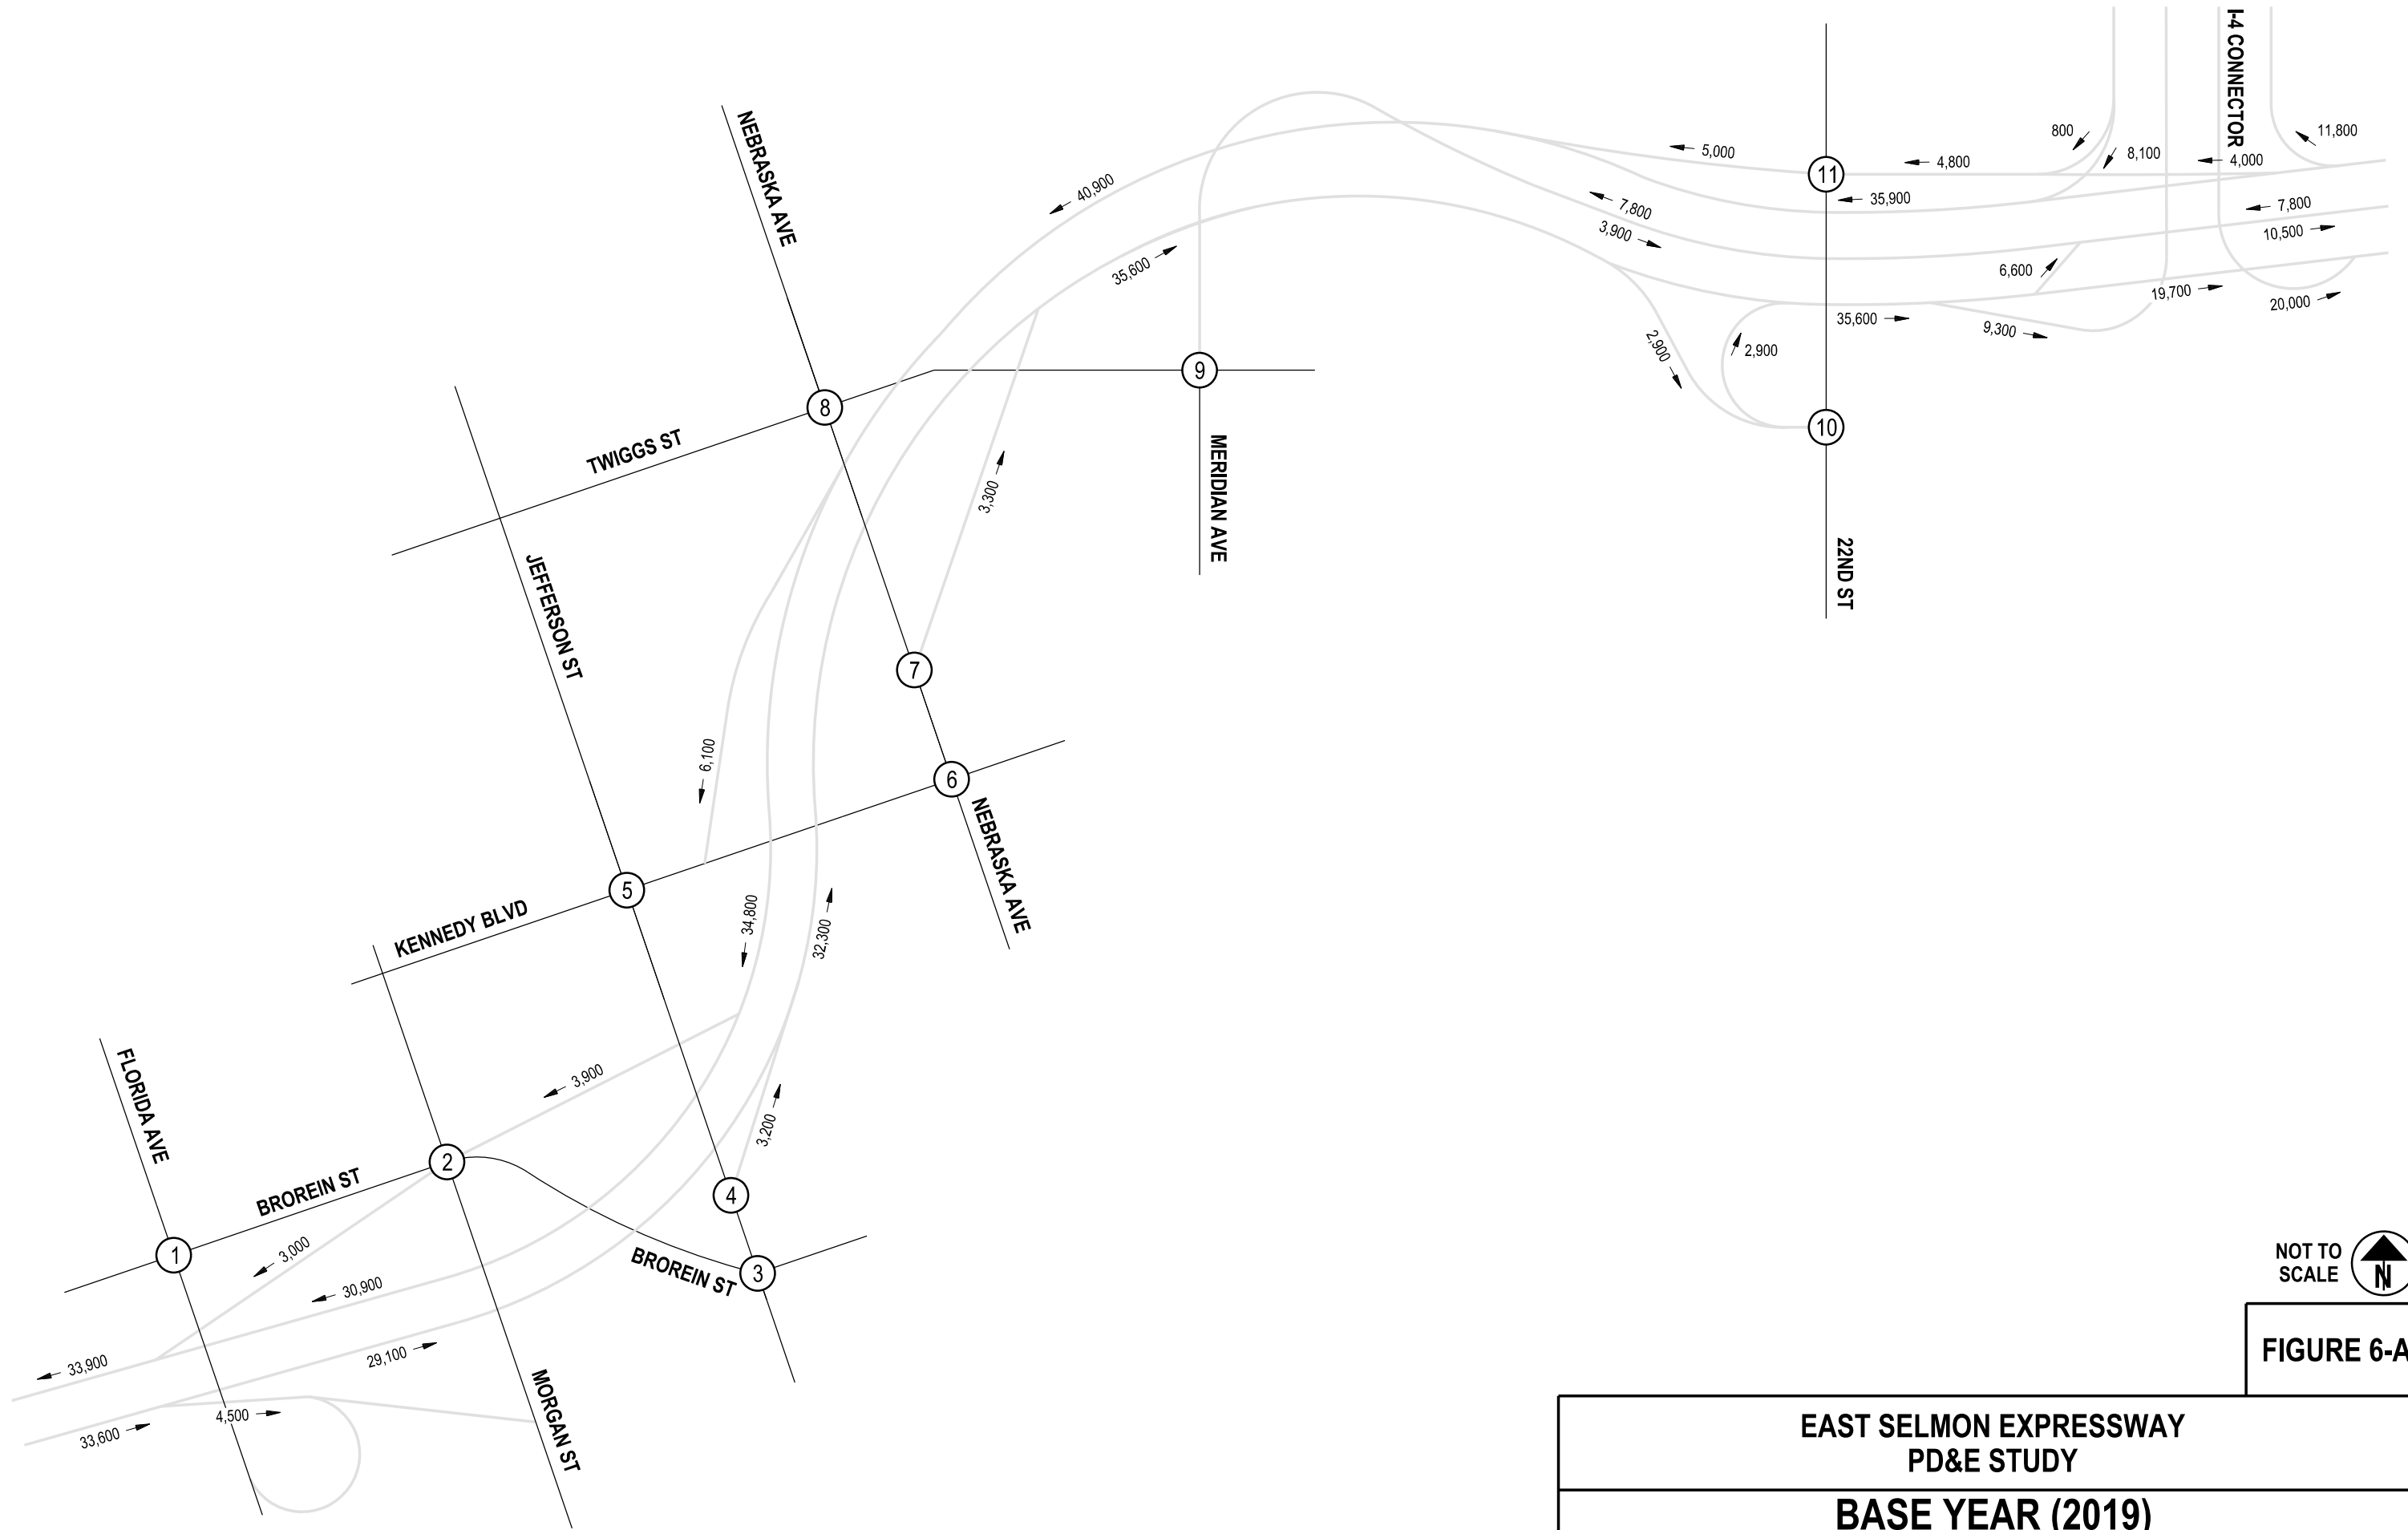 I-4 CONNECTOR
NEBRASKA AVE
800
11,800
5,000
4,800
8,100
4,000
40,900
35,900
7,800
7,800
3,900
10,500
35,600
6,600
19,700
20,000
35,600
9,300
2,900
2,900
11
10
9
8
TWIGGS ST
MERIDIAN AVE
3,300
22ND ST
JEFFERSON ST
7
6,100
6
NEBRASKA AVE
5
KENNEDY BLVD
34,800
32,300
FLORIDA AVE
3,900
3,200
2
4
BROREIN ST
1
3,000
BROREIN ST
3
30,900
33,900
29,100
MORGAN ST
4,500
33,600
NOT TO
SCALE
N
FIGURE 6-A
EAST SELMON EXPRESSWAY
PD&E STUDY
BASE YEAR (2019)